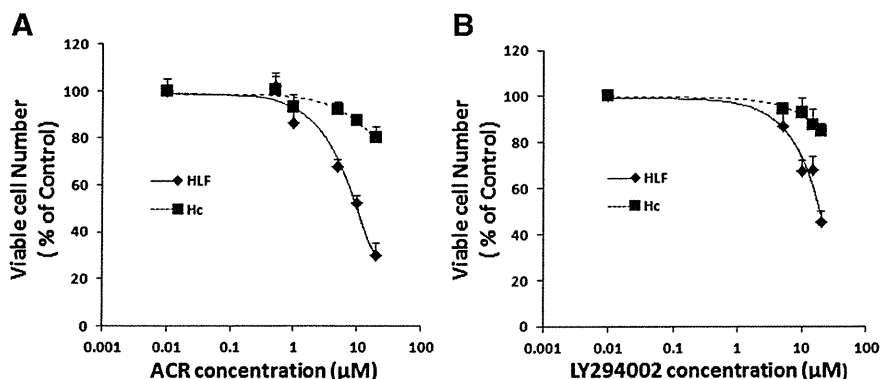 A
120
100
80
60
40
20
0
Viable cell Number
( % of Control)
HLF
Hc
0.001 0.01 0.1 1 10 100
ACR concentration (μM)
B
120
100
80
60
40
20
0
Viable cell Number
( % of Control)
HLF
Hc
0.001 0.01 0.1 1 10 100
LY294002 concentration (μM)